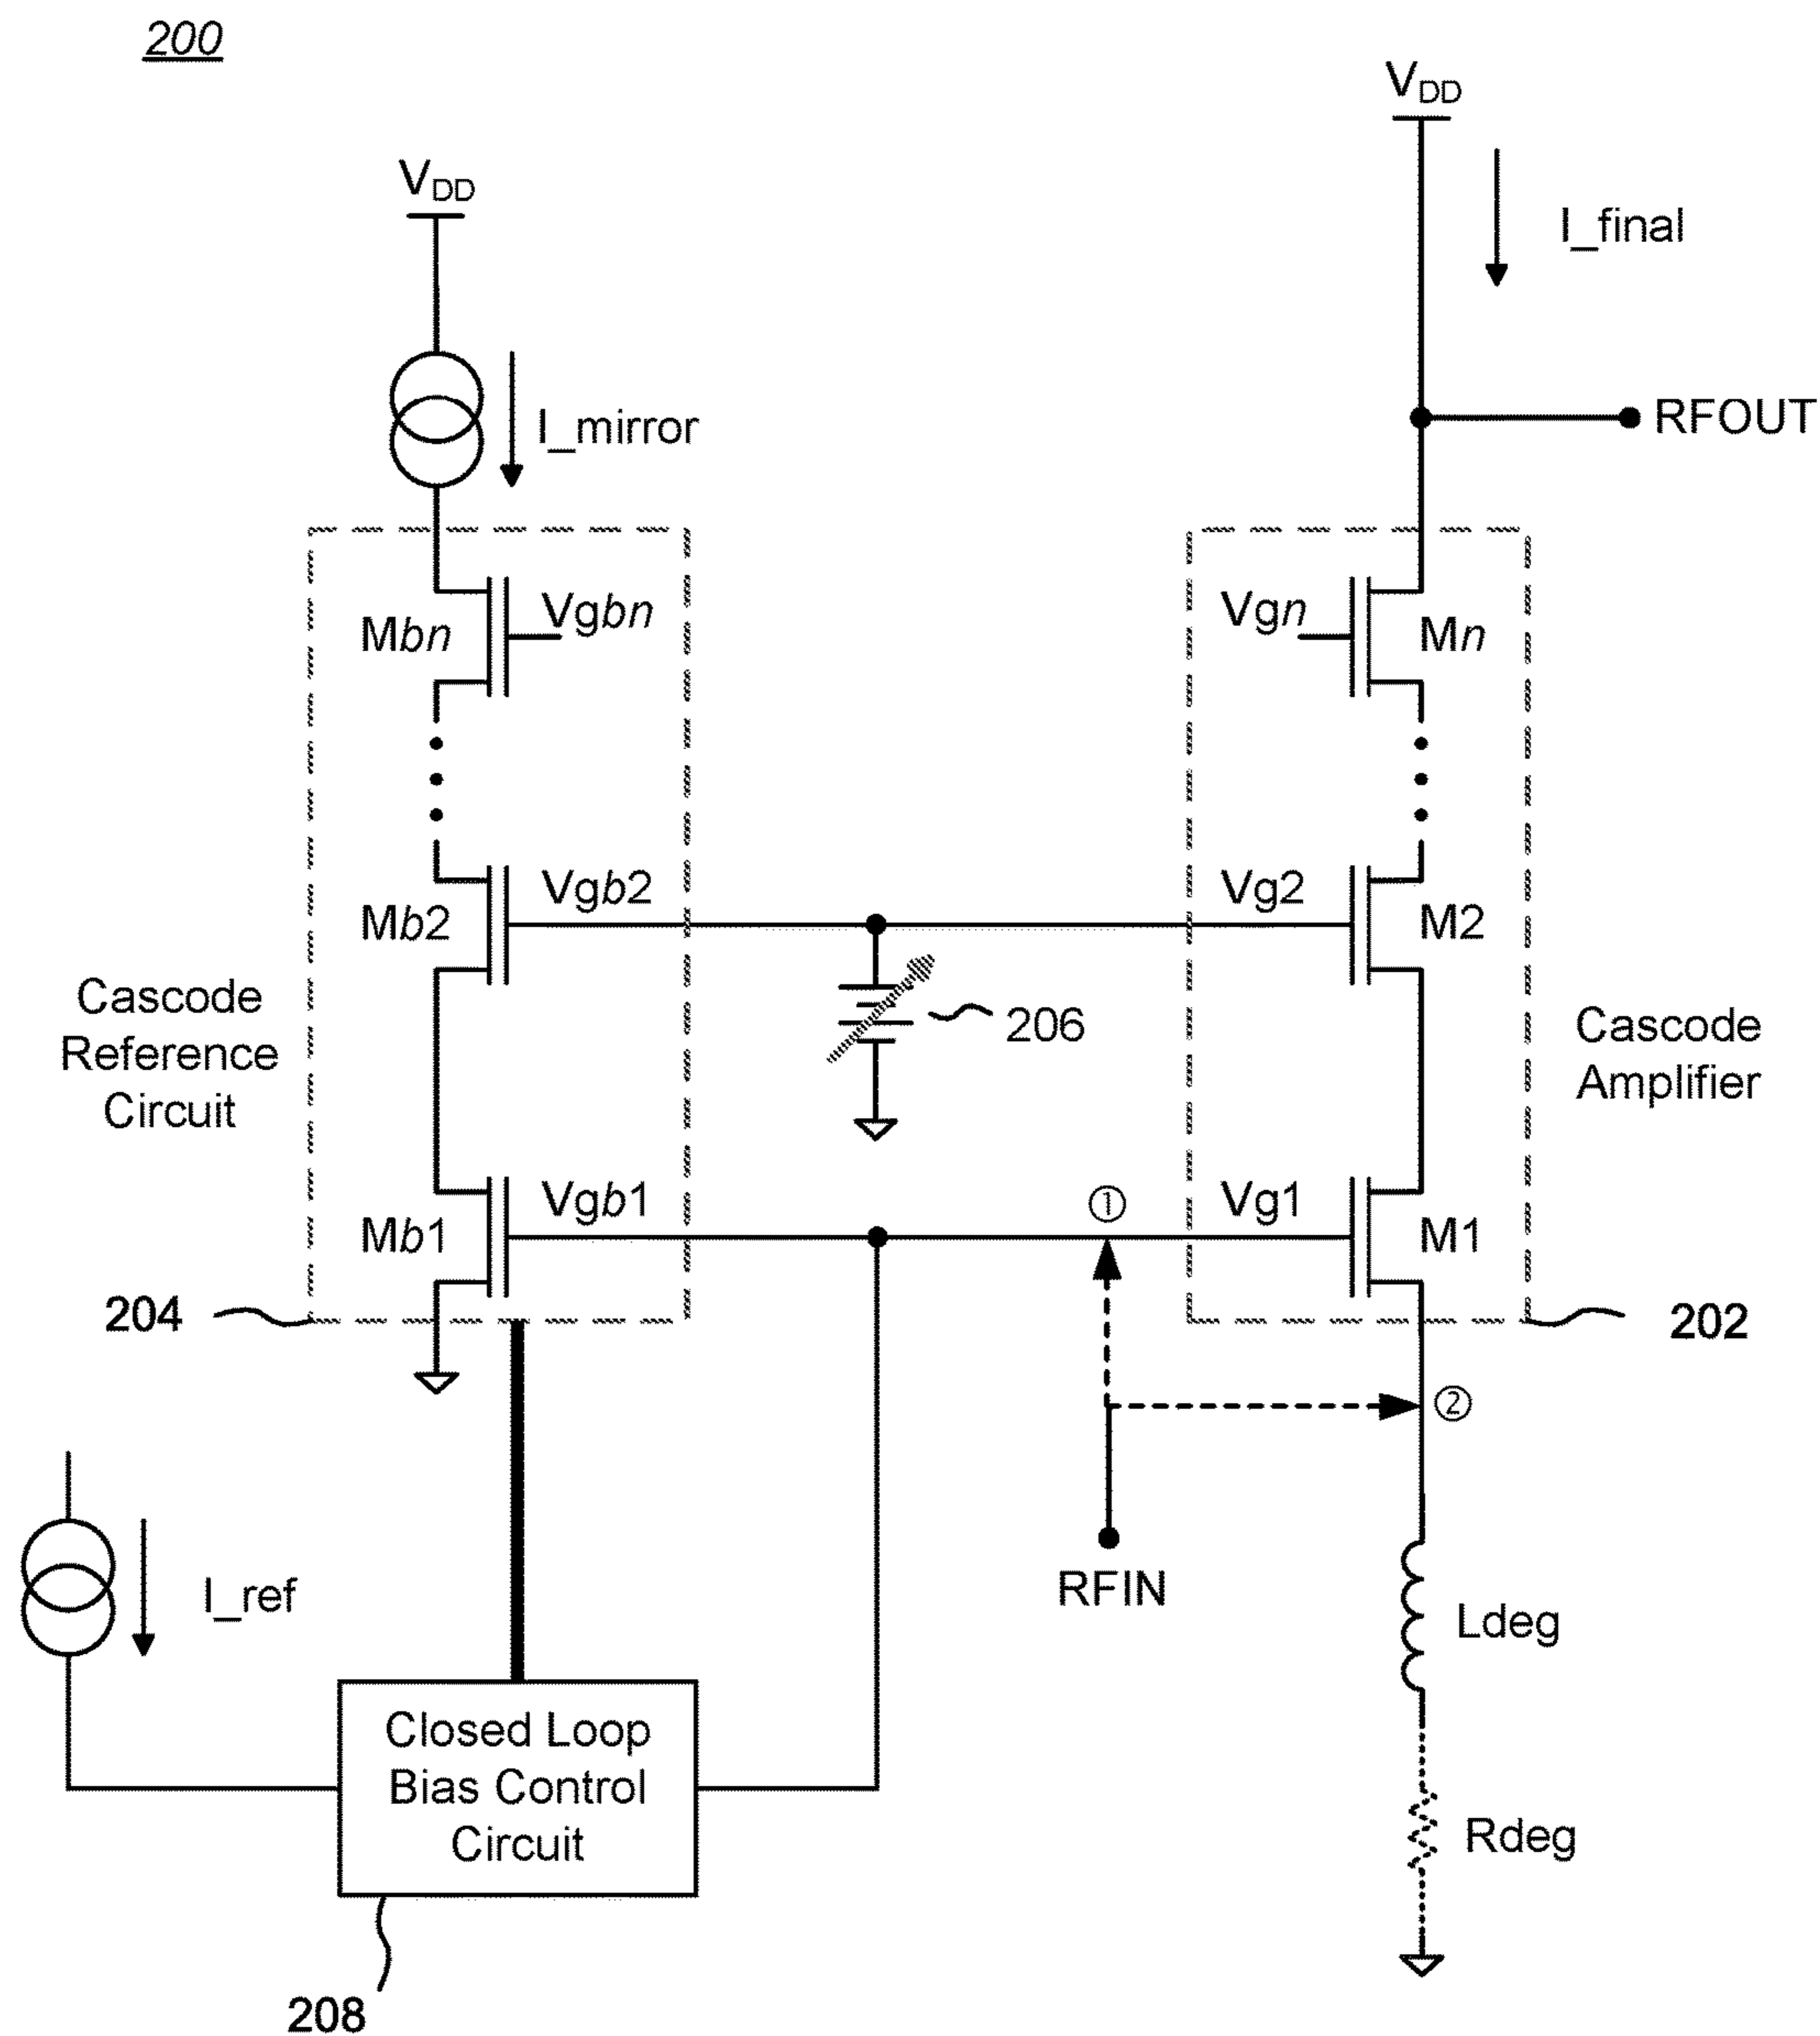 200
VDD
VDD
I_final
I_mirror
RFOUT
Vgbn
Mbn
Vgn
Mn
Vgb2
Mb2
Vg2
M2
Cascode
Reference
Circuit
206
Cascode
Amplifier
Vgb1
Mb1
①
Vg1
M1
204
202
②
I_ref
RFIN
Ldeg
Closed Loop
Bias Control
Circuit
Rdeg
208